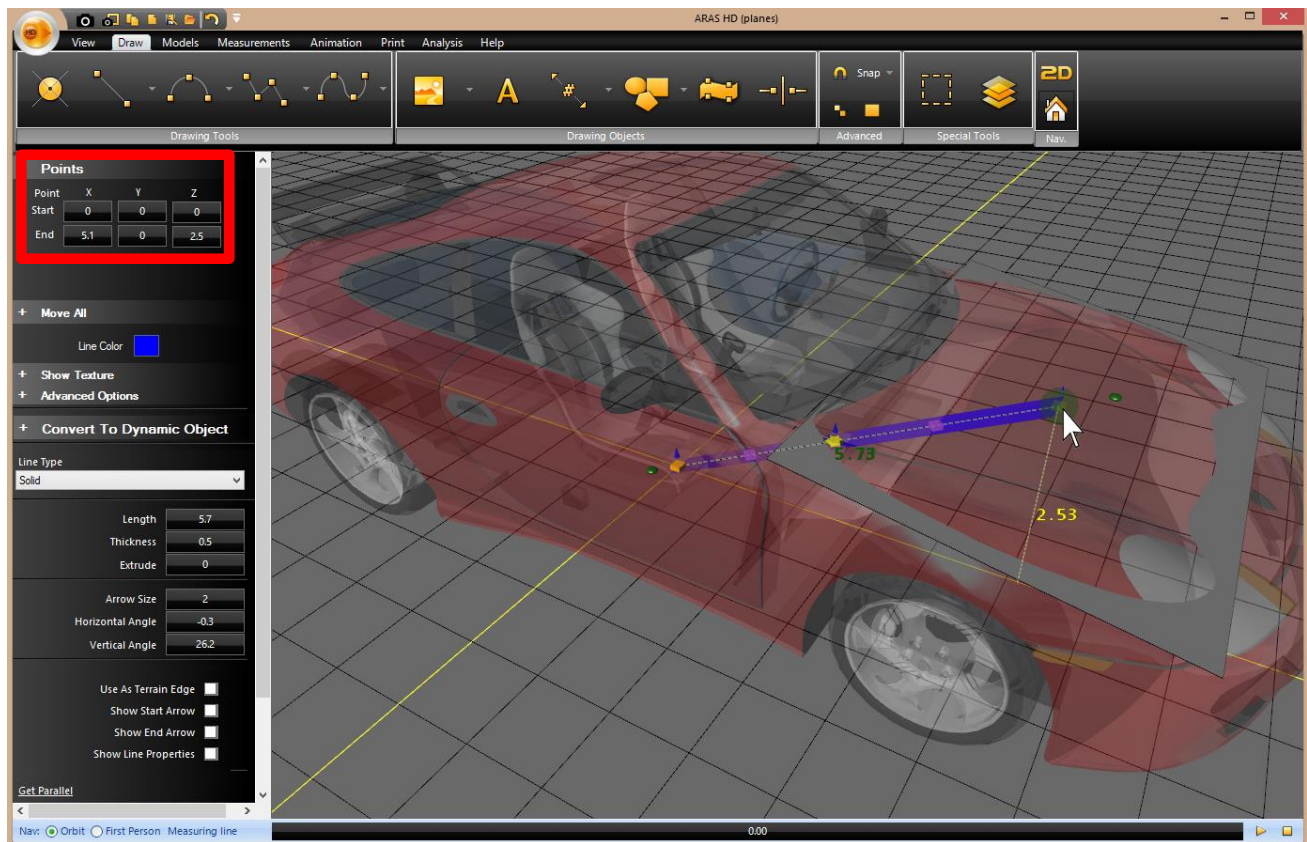 ARAS HD (planes)
View Draw Models Measurements Animation Print Analysis Help
Snap
2D
A
#
Drawing Tools Drawing Objects Advanced Special Tools Nav.
Points
Point X Y Z
Start 0 0 0
End 5.1 0 2.5
+ Move All
Line Color
+ Show Texture
+ Advanced Options
+ Convert To Dynamic Object
Line Type
Solid
Length 5.7
Thickness 0.5
Extrude 0
Arrow Size 2
Horizontal Angle -0.3
Vertical Angle 26.2
Use As Terrain Edge
Show Start Arrow
Show End Arrow
Show Line Properties
Get Parallel
5.73
2.53
Nav: Orbit First Person Measuring line 0.00